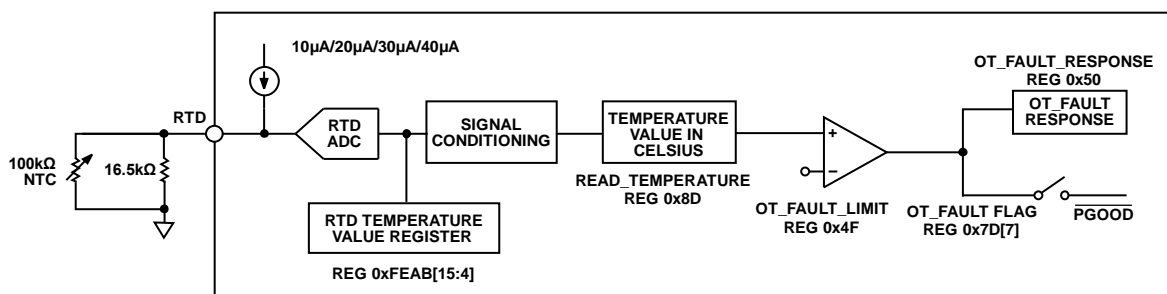 10µA/20µA/30µA/40µA
RTD
100kΩ
NTC
16.5kΩ
RTD
ADC
SIGNAL
CONDITIONING
TEMPERATURE
VALUE IN
CELSIUS
READ_TEMPERATURE
REG 0x8D
RTD TEMPERATURE
VALUE REGISTER
REG 0xFEAB[15:4]
+
–
OT_FAULT_LIMIT
REG 0x4F
OT_FAULT_RESPONSE
REG 0x50
OT_FAULT
RESPONSE
OT_FAULT FLAG
REG 0x7D[7]
PGOOD